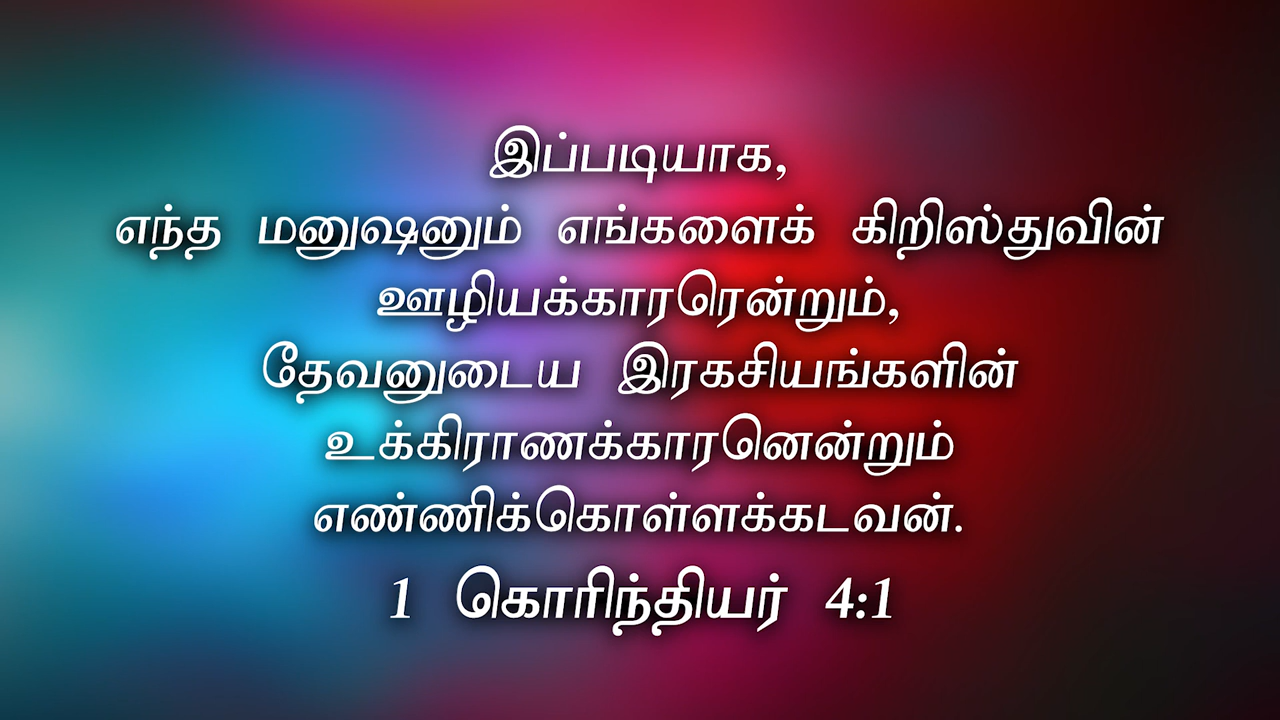 இப்படியாக,
எந்த மனுஷனும் எங்களைக் கிறிஸ்துவின்
ஊழியக்காரரென்றும்,
தேவனுடைய இரகசியங்களின்
உக்கிராணக்காரனென்றும்
எண்ணிக்கொள்ளக்கடவன்.
1 கொரிந்தியர் 4:1